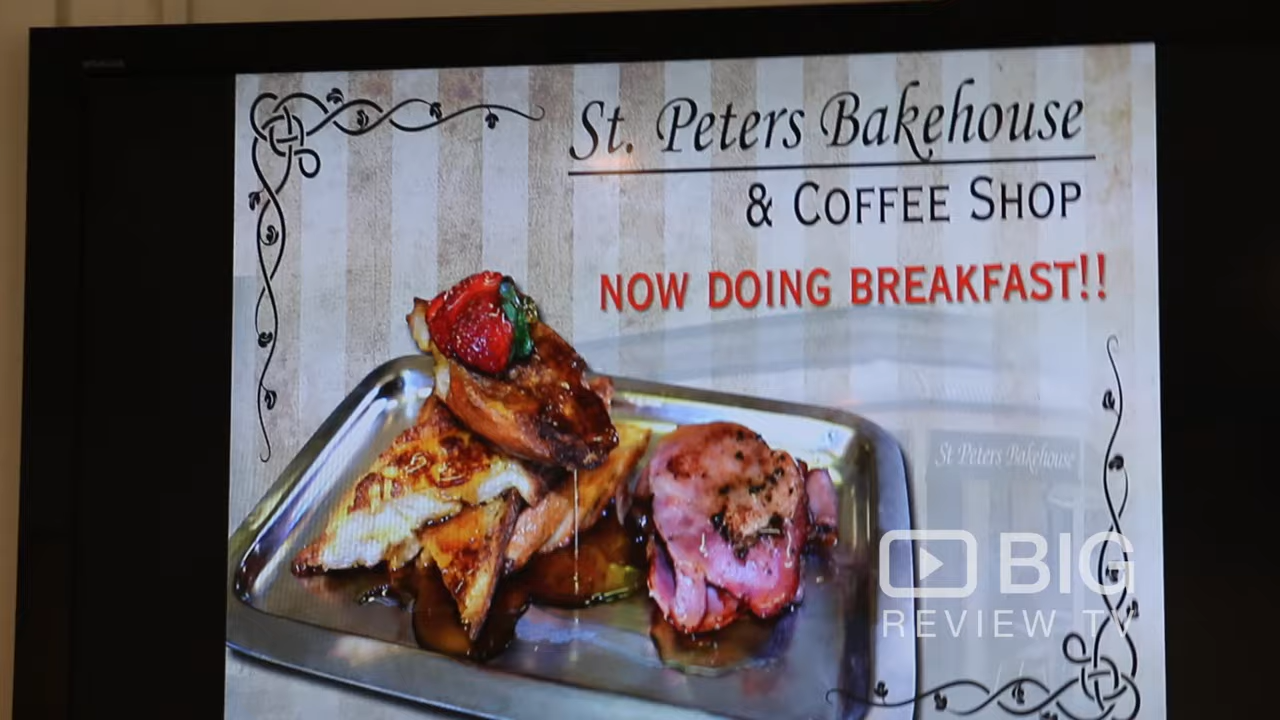 St. Peters Bakehouse
& COFFEE SHOP
NOW DOING BREAKFAST!!
St Peters Bakehouse
BIG
REVIEW TV